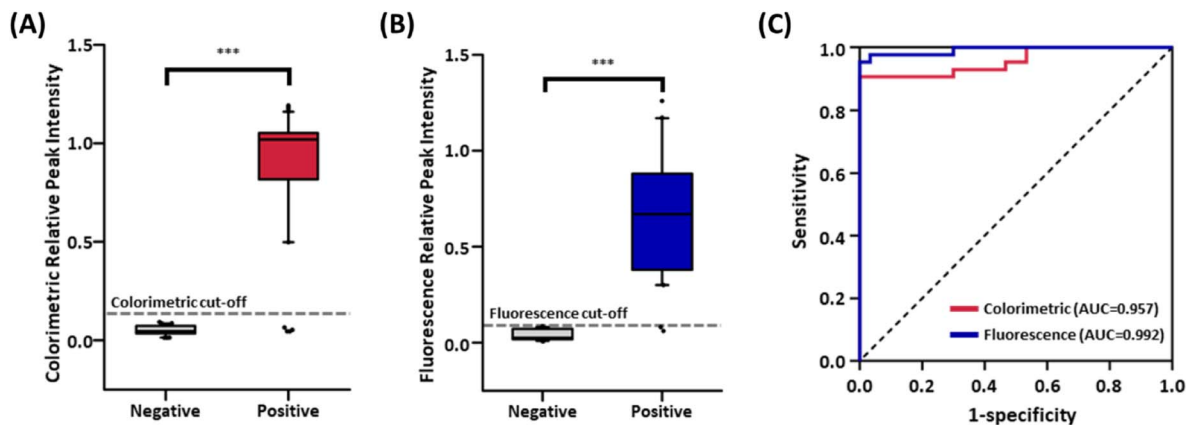 (A)
Colorimetric Relative Peak Intensity
1.5
1.0
0.5
0.0
***
Colorimetric cut-off
Negative
Positive
(B)
Fluorescence Relative Peak Intensity
1.5
1.0
0.5
0.0
***
Fluorescence cut-off
Negative
Positive
(C)
Sensitivity
1.0
0.8
0.6
0.4
0.2
0.0
Colorimetric (AUC=0.957)
Fluorescence (AUC=0.992)
0.0
0.2
0.4
0.6
0.8
1.0
1-specificity